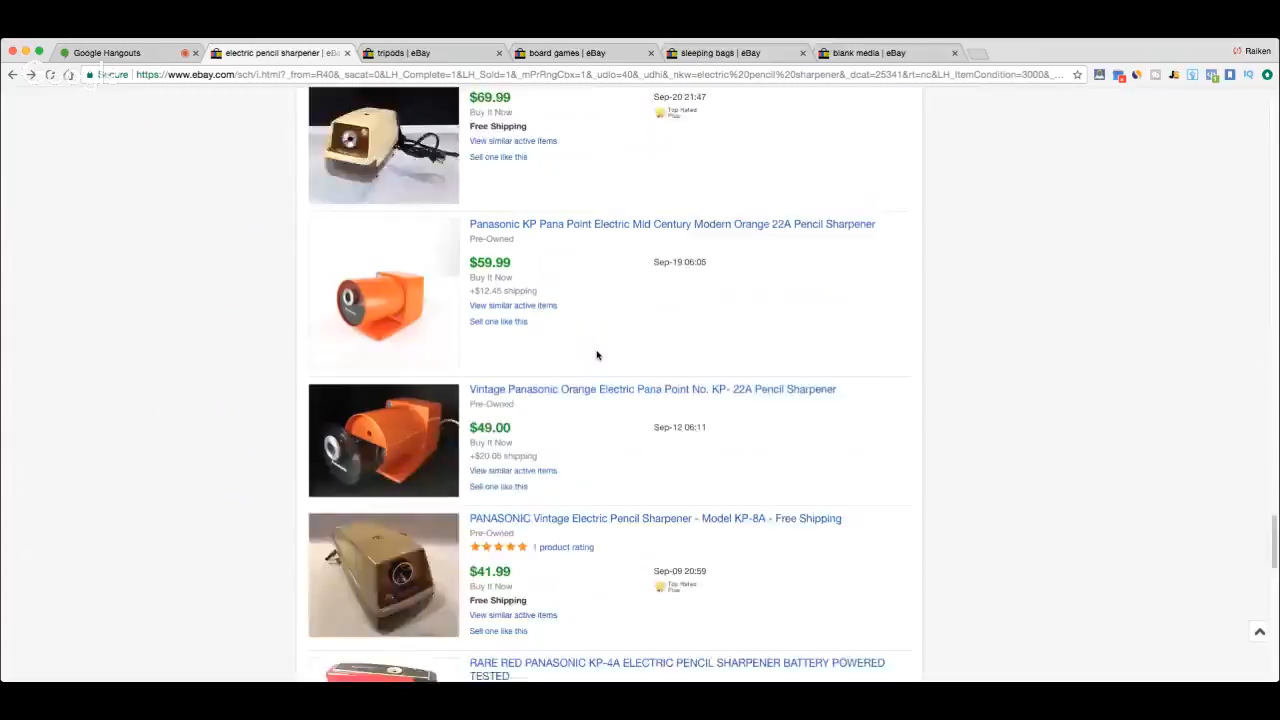 Google Hangouts
electric pencil sharpener | eBa
tripods | eBay
board games | eBay
sleeping bags | eBay
blank media | eBay
Raiken
Secure
https://www.ebay.com/sch/i.html?_from=R40&_sacat=0&LH_Complete=1&LH_Sold=1&_mPrRngCbx=1&_udlo=40&_udhi&_nkw=electric%20pencil%20sharpener&_dcat=25341&rt=nc&LH_ItemCondition=3000&_...
$69.99
Sep-20 21:47
Buy It Now
Top Rated
Plus
Free Shipping
View similar active items
Sell one like this
Panasonic KP Pana Point Electric Mid Century Modern Orange 22A Pencil Sharpener
Pre-Owned
$59.99
Sep-19 06:05
Buy It Now
+$12.45 shipping
View similar active items
Sell one like this
Vintage Panasonic Orange Electric Pana Point No. KP- 22A Pencil Sharpener
Pre-Owned
$49.00
Sep-12 06:11
Buy It Now
+$20.05 shipping
View similar active items
Sell one like this
PANASONIC Vintage Electric Pencil Sharpener - Model KP-8A - Free Shipping
Pre-Owned
1 product rating
$41.99
Sep-09 20:59
Buy It Now
Top Rated
Plus
Free Shipping
View similar active items
Sell one like this
RARE RED PANASONIC KP-4A ELECTRIC PENCIL SHARPENER BATTERY POWERED
TESTED